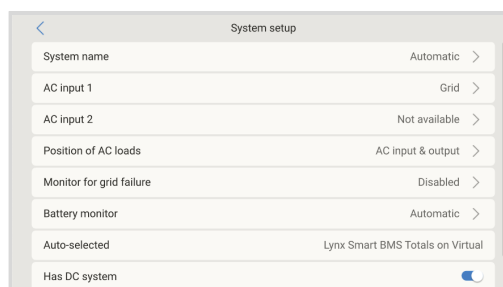 System setup
System name Automatic
AC input 1 Grid
AC input 2 Not available
Position of AC loads AC input & output
Monitor for grid failure Disabled
Battery monitor Automatic
Auto-selected Lynx Smart BMS Totals on Virtual
Has DC system